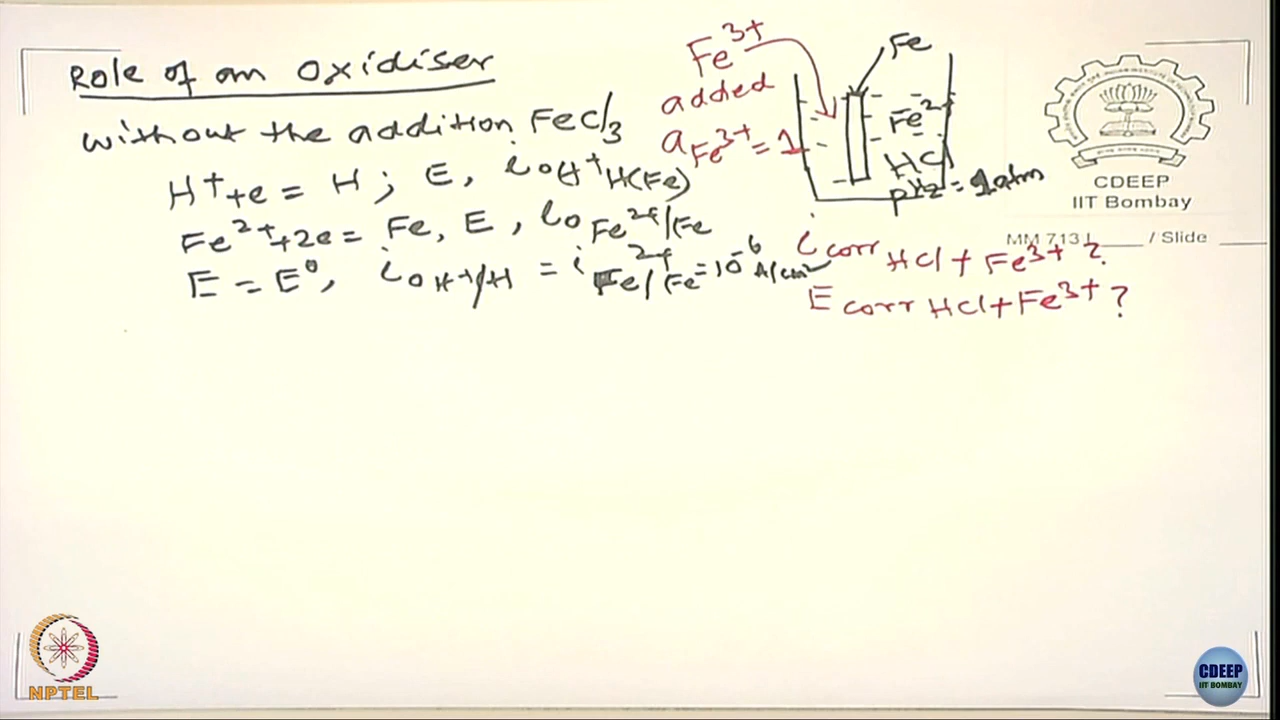 Role of an Oxidiser
without the addition FeCl3
H+ + e = H ; E, i0 H+ H(Fe)
Fe2+ + 2e = Fe, E, i0 Fe2+/Fe
E = E°, i0 H+/H = i Fe2+/Fe = 10^-6 A/cm2
Fe3+
added
aFe3+ = 1
Fe
Fe2+
HCl
pH2 = 1 atm
icorr HCl + Fe3+ ?
Ecorr HCl + Fe3+ ?
CDEEP
IIT Bombay
MM 713 L____ / Slide ____
NPTEL
CDEEP
IIT BOMBAY